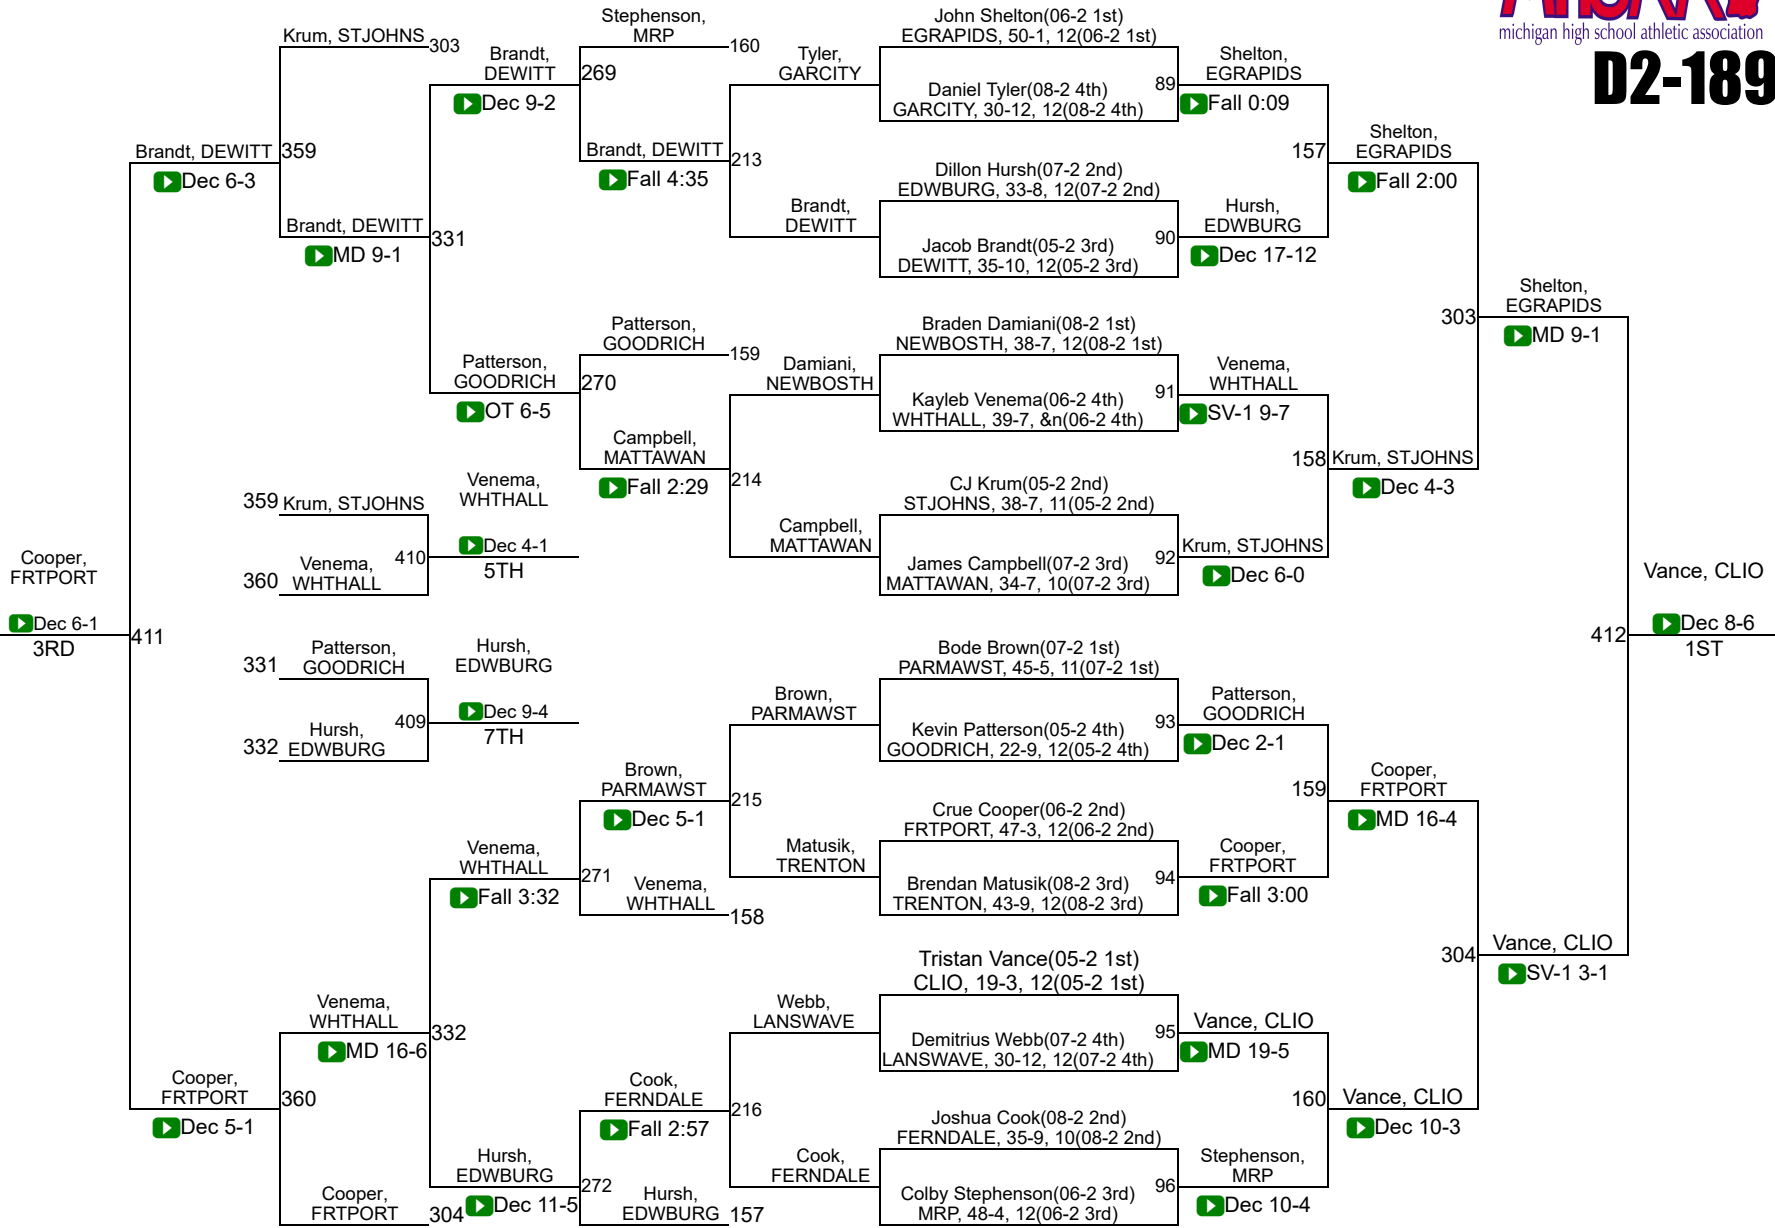 MHSAA
michigan high school athletic association
D2-189
Krum, STJOHNS
303
359
Brandt, DEWITT
Dec 6-3
Brandt, DEWITT
MD 9-1
331
Brandt,
DEWITT
Dec 9-2
269
Stephenson,
MRP
160
Brandt, DEWITT
Fall 4:35
213
Tyler,
GARCITY
Brandt,
DEWITT
John Shelton(06-2 1st)
EGRAPIDS, 50-1, 12(06-2 1st)
Daniel Tyler(08-2 4th)
GARCITY, 30-12, 12(08-2 4th)
89
Shelton,
EGRAPIDS
Fall 0:09
Dillon Hursh(07-2 2nd)
EDWBURG, 33-8, 12(07-2 2nd)
Jacob Brandt(05-2 3rd)
DEWITT, 35-10, 12(05-2 3rd)
90
Hursh,
EDWBURG
Dec 17-12
157
Shelton,
EGRAPIDS
Fall 2:00
Patterson,
GOODRICH
OT 6-5
270
Patterson,
GOODRICH
159
Campbell,
MATTAWAN
Fall 2:29
214
Damiani,
NEWBOSTH
Campbell,
MATTAWAN
Braden Damiani(08-2 1st)
NEWBOSTH, 38-7, 12(08-2 1st)
Kayleb Venema(06-2 4th)
WHTHALL, 39-7, &n(06-2 4th)
91
Venema,
WHTHALL
SV-1 9-7
CJ Krum(05-2 2nd)
STJOHNS, 38-7, 11(05-2 2nd)
James Campbell(07-2 3rd)
MATTAWAN, 34-7, 10(07-2 3rd)
92
Krum, STJOHNS
Dec 6-0
158
Krum, STJOHNS
Dec 4-3
303
Shelton,
EGRAPIDS
MD 9-1
359
Krum, STJOHNS
360
Venema,
WHTHALL
410
Venema,
WHTHALL
Dec 4-1
5TH
Cooper,
FRTPORT
Dec 6-1
3RD
411
331
Patterson,
GOODRICH
332
Hursh,
EDWBURG
409
Hursh,
EDWBURG
Dec 9-4
7TH
412
Vance, CLIO
Dec 8-6
1ST
Bode Brown(07-2 1st)
PARMAWST, 45-5, 11(07-2 1st)
Kevin Patterson(05-2 4th)
GOODRICH, 22-9, 12(05-2 4th)
93
Patterson,
GOODRICH
Dec 2-1
Crue Cooper(06-2 2nd)
FRTPORT, 47-3, 12(06-2 2nd)
Brendan Matusik(08-2 3rd)
TRENTON, 43-9, 12(08-2 3rd)
94
Cooper,
FRTPORT
Fall 3:00
159
Cooper,
FRTPORT
MD 16-4
Brown,
PARMAWST
Matusik,
TRENTON
215
Brown,
PARMAWST
Dec 5-1
271
Venema,
WHTHALL
158
Venema,
WHTHALL
Fall 3:32
304
Vance, CLIO
SV-1 3-1
Tristan Vance(05-2 1st)
CLIO, 19-3, 12(05-2 1st)
Demitrius Webb(07-2 4th)
LANSWAVE, 30-12, 12(07-2 4th)
95
Vance, CLIO
MD 19-5
Joshua Cook(08-2 2nd)
FERNDALE, 35-9, 10(08-2 2nd)
Colby Stephenson(06-2 3rd)
MRP, 48-4, 12(06-2 3rd)
96
Stephenson,
MRP
Dec 10-4
160
Vance, CLIO
Dec 10-3
Webb,
LANSWAVE
Cook,
FERNDALE
216
Cook,
FERNDALE
Fall 2:57
272
Hursh,
EDWBURG
157
Hursh,
EDWBURG
Dec 11-5
332
Venema,
WHTHALL
MD 16-6
360
Cooper,
FRTPORT
304
Cooper,
FRTPORT
Dec 5-1